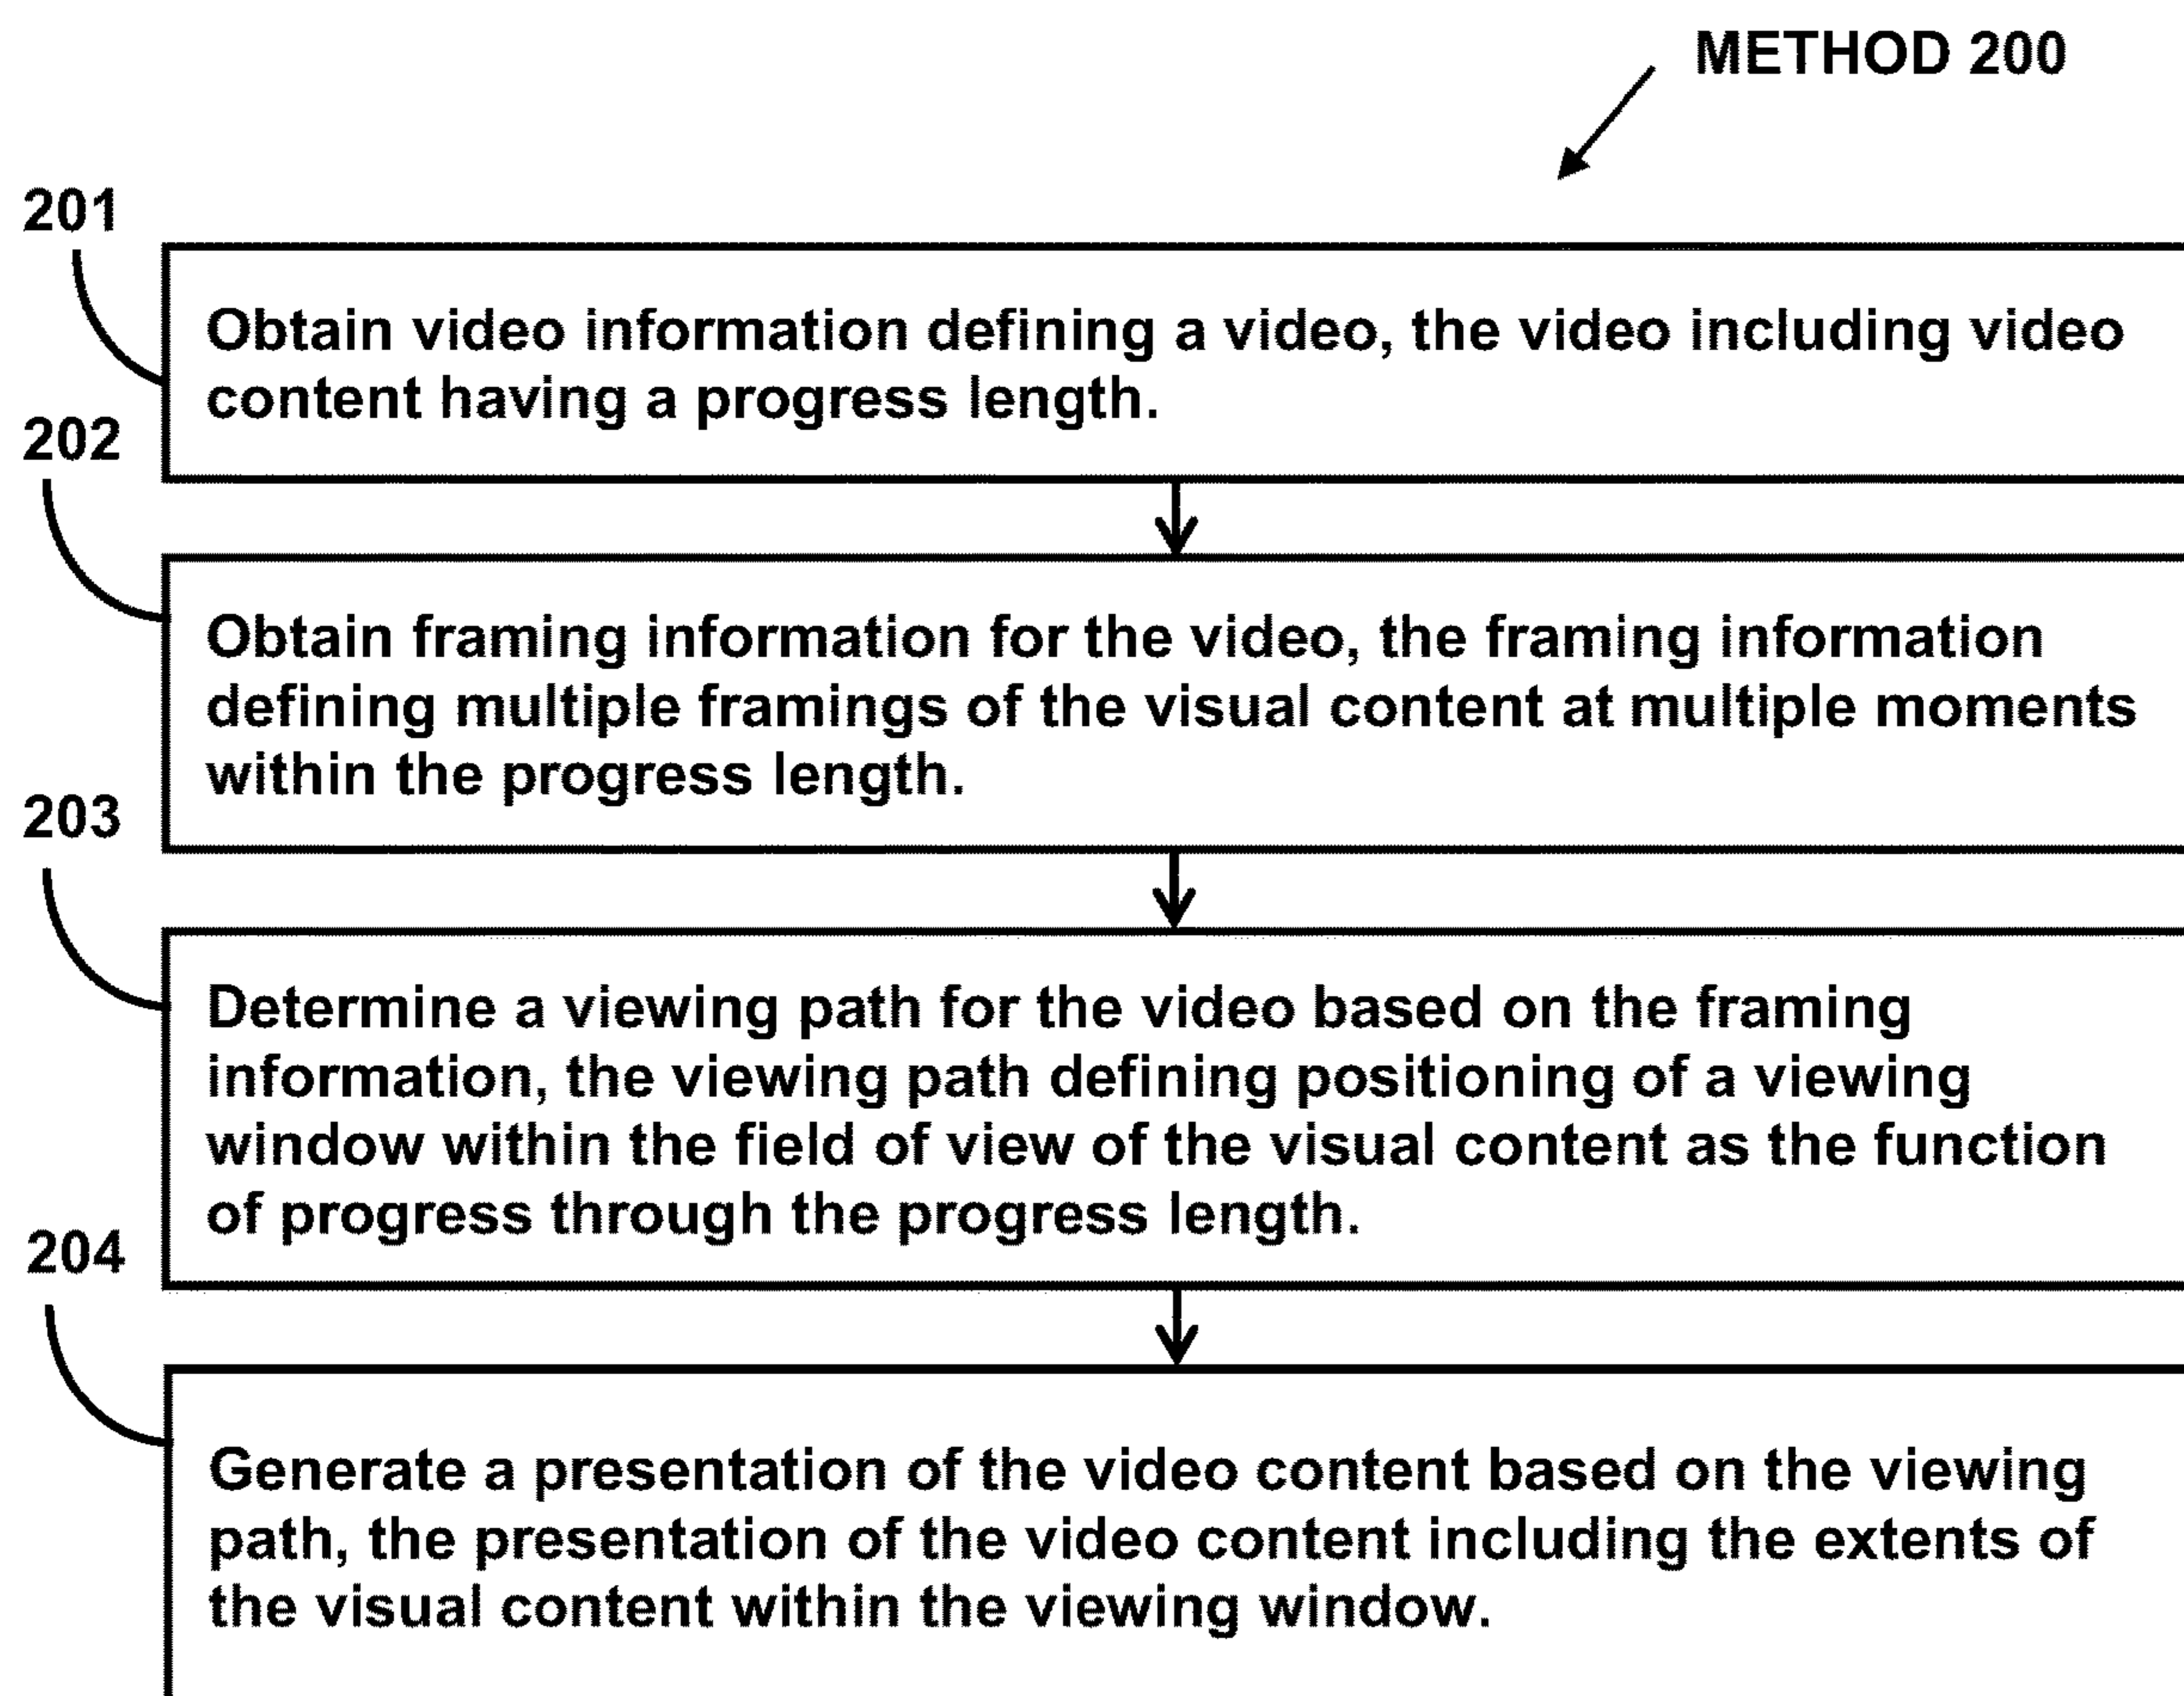 METHOD 200
201
Obtain video information defining a video, the video including video
content having a progress length.
202
Obtain framing information for the video, the framing information
defining multiple framings of the visual content at multiple moments
within the progress length.
203
Determine a viewing path for the video based on the framing
information, the viewing path defining positioning of a viewing
window within the field of view of the visual content as the function
of progress through the progress length.
204
Generate a presentation of the video content based on the viewing
path, the presentation of the video content including the extents of
the visual content within the viewing window.